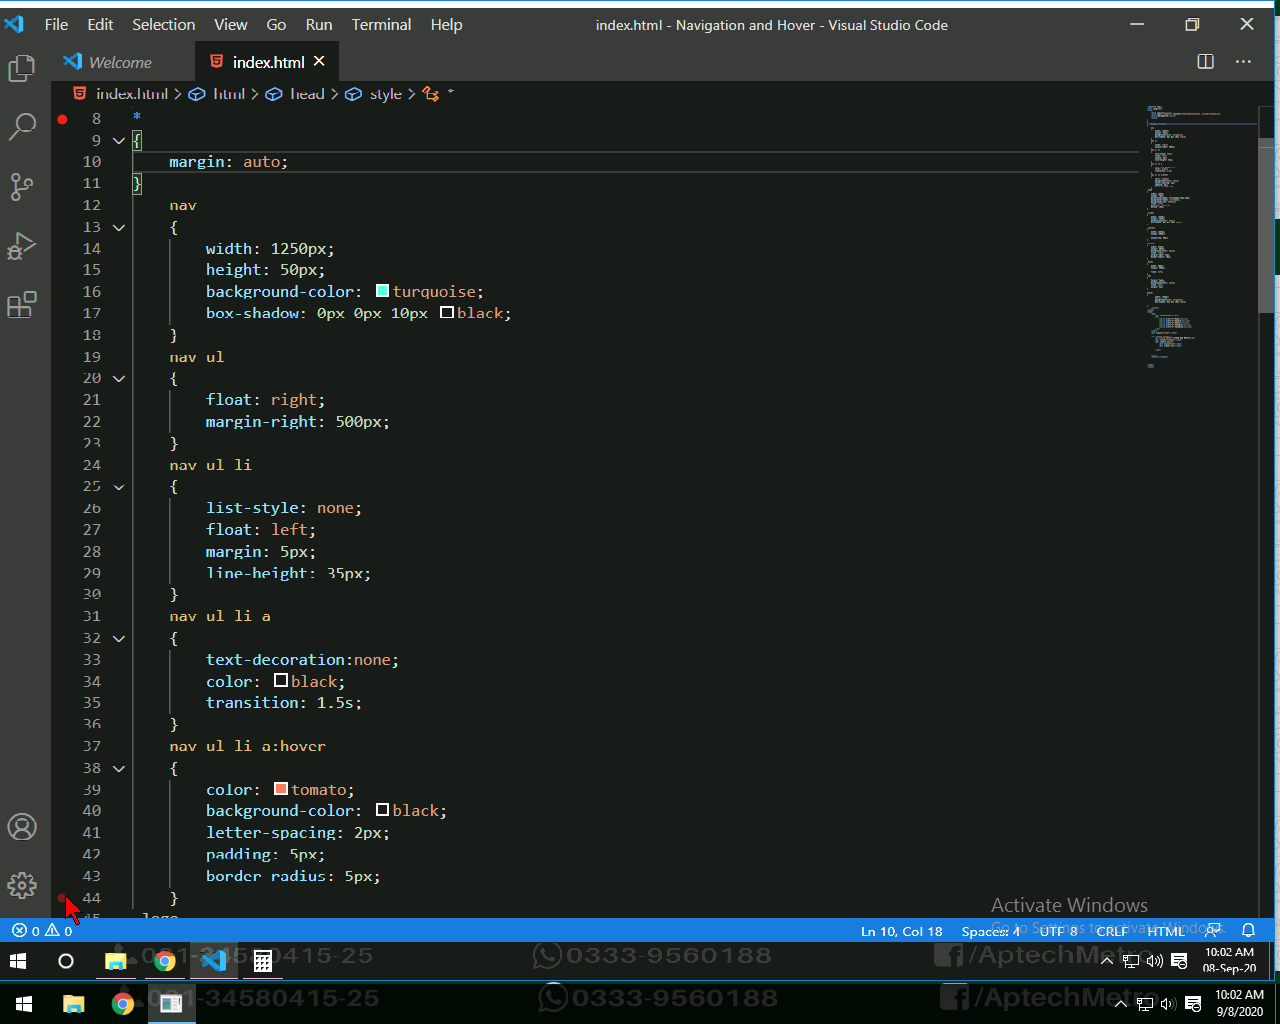 File Edit Selection View Go Run Terminal Help
index.html - Navigation and Hover - Visual Studio Code
Welcome
index.html
index.html > html > head > style > *
8 *
9 {
10 margin: auto;
11 }
12 nav
13 {
14 width: 1250px;
15 height: 50px;
16 background-color: turquoise;
17 box-shadow: 0px 0px 10px black;
18 }
19 nav ul
20 {
21 float: right;
22 margin-right: 500px;
23 }
24 nav ul li
25 {
26 list-style: none;
27 float: left;
28 margin: 5px;
29 line-height: 35px;
30 }
31 nav ul li a
32 {
33 text-decoration:none;
34 color: black;
35 transition: 1.5s;
36 }
37 nav ul li a:hover
38 {
39 color: tomato;
40 background-color: black;
41 letter-spacing: 2px;
42 padding: 5px;
43 border-radius: 5px;
44 }
45 .logo
Activate Windows
Go to Settings to activate Windows.
0 0
Ln 10, Col 18 Spaces: 4 UTF-8 CRLF HTML
021-34580415-25 0333-9560188 /AptechMetro
10:02 AM
08-Sep-20
021-34580415-25 0333-9560188 /AptechMetro
10:02 AM
9/8/2020